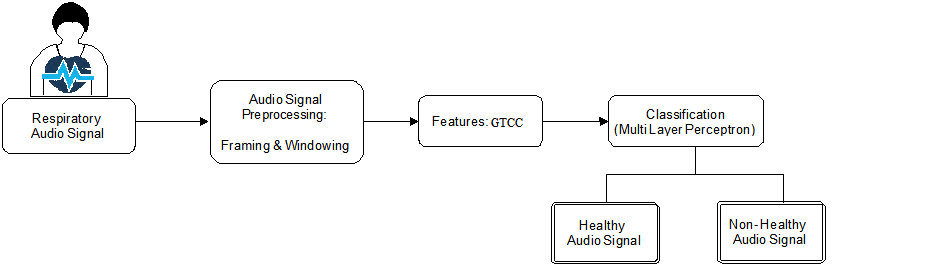 Respiratory
Audio Signal
Audio Signal
Preprocessing:
Framing & Windowing
Features: GTCC
Classification
(Multi Layer Perceptron)
Healthy
Audio Signal
Non-Healthy
Audio Signal